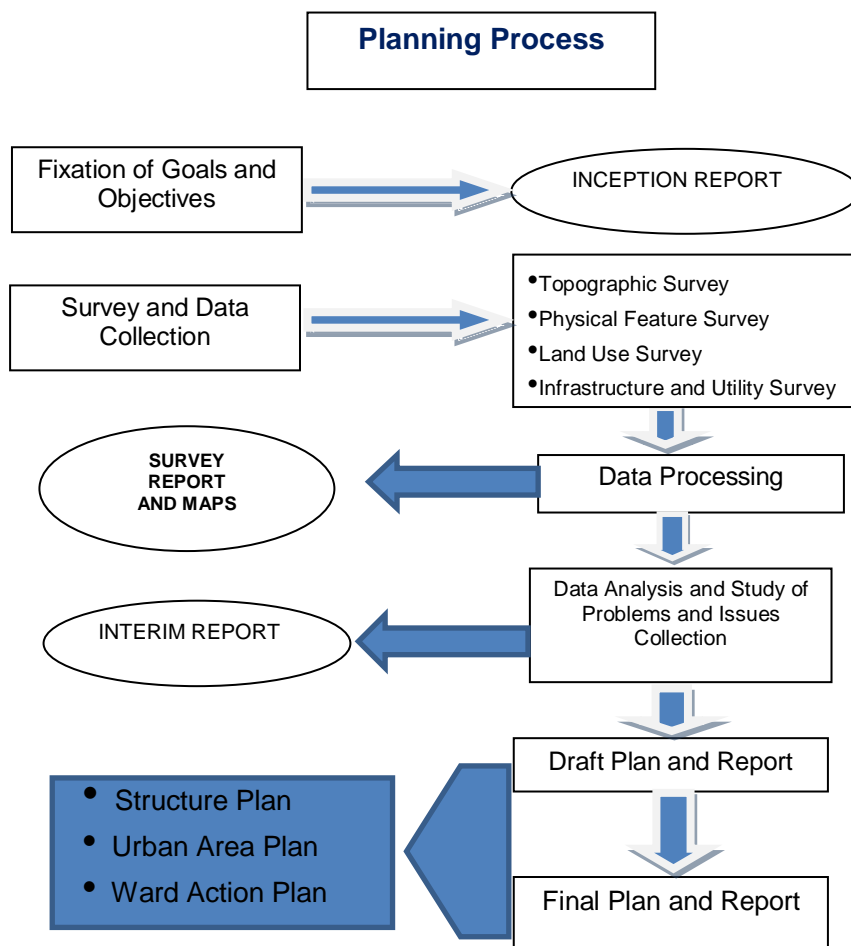 Planning Process
Fixation of Goals and
Objectives
INCEPTION REPORT
Survey and Data
Collection
•Topographic Survey
•Physical Feature Survey
•Land Use Survey
•Infrastructure and Utility Survey
SURVEY
REPORT
AND MAPS
Data Processing
Data Analysis and Study of
Problems and Issues
Collection
INTERIM REPORT
Draft Plan and Report
• Structure Plan
• Urban Area Plan
• Ward Action Plan
Final Plan and Report